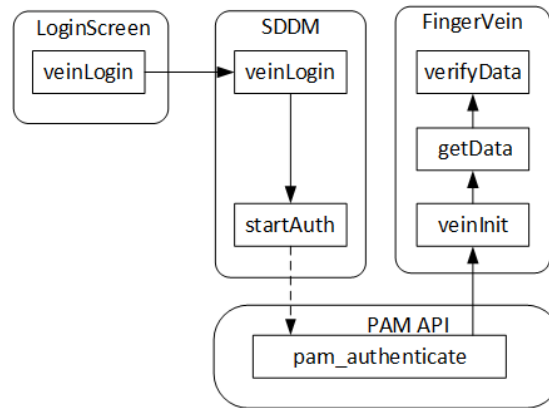 LoginScreen
veinLogin
SDDM
veinLogin
startAuth
FingerVein
verifyData
getData
veinInit
PAM API
pam_authenticate